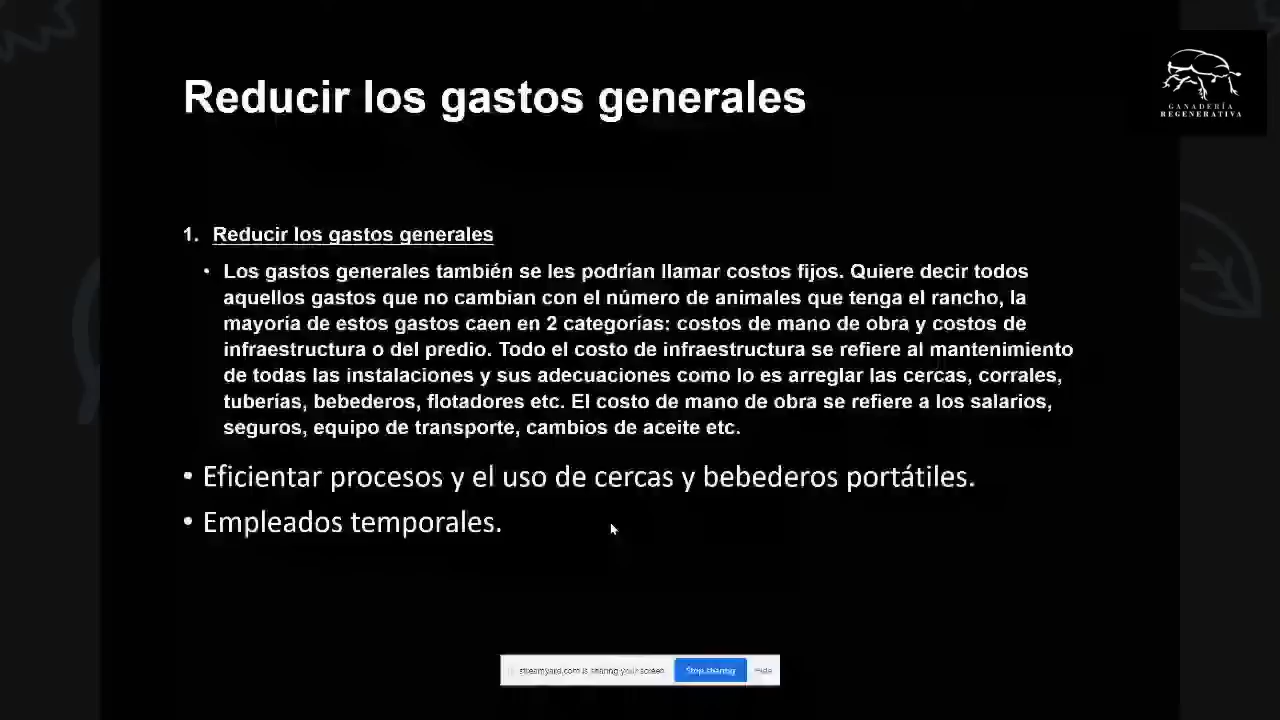 Reducir los gastos generales
GANADERÍA
REGENERATIVA
1. Reducir los gastos generales
• Los gastos generales también se les podrían llamar costos fijos. Quiere decir todos
aquellos gastos que no cambian con el número de animales que tenga el rancho, la
mayoría de estos gastos caen en 2 categorías: costos de mano de obra y costos de
infraestructura o del predio. Todo el costo de infraestructura se refiere al mantenimiento
de todas las instalaciones y sus adecuaciones como lo es arreglar las cercas, corrales,
tuberías, bebederos, flotadores etc. El costo de mano de obra se refiere a los salarios,
seguros, equipo de transporte, cambios de aceite etc.
• Eficientar procesos y el uso de cercas y bebederos portátiles.
• Empleados temporales.
streamyard.com is sharing your screen. Stop sharing Hide